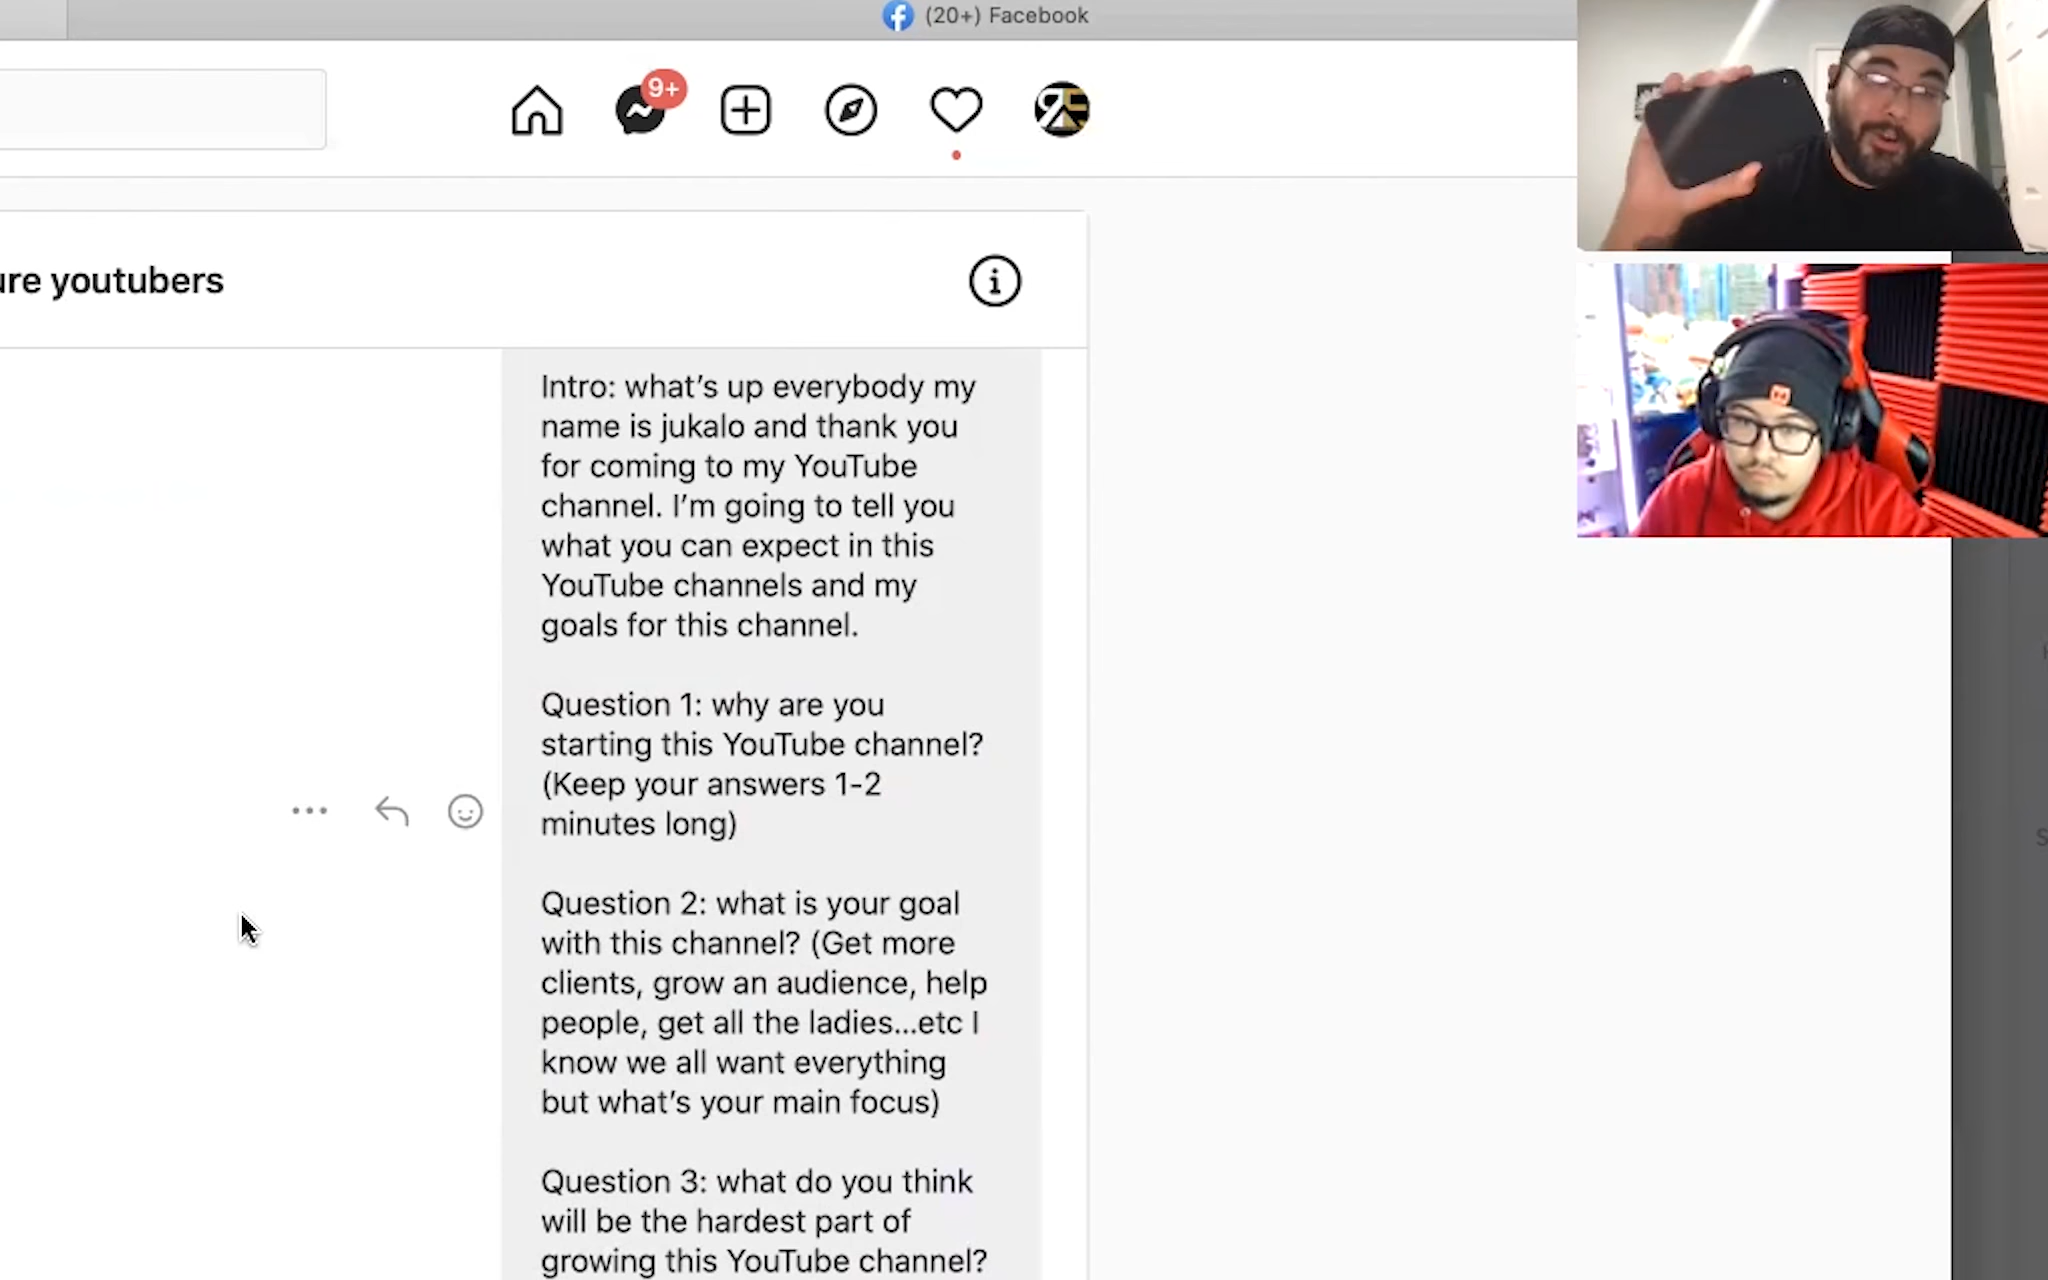 (20+) Facebook
9+
ure youtubers
Intro: what’s up everybody my
name is jukalo and thank you
for coming to my YouTube
channel. I’m going to tell you
what you can expect in this
YouTube channels and my
goals for this channel.
Question 1: why are you
starting this YouTube channel?
(Keep your answers 1-2
minutes long)
Question 2: what is your goal
with this channel? (Get more
clients, grow an audience, help
people, get all the ladies...etc I
know we all want everything
but what’s your main focus)
Question 3: what do you think
will be the hardest part of
growing this YouTube channel?